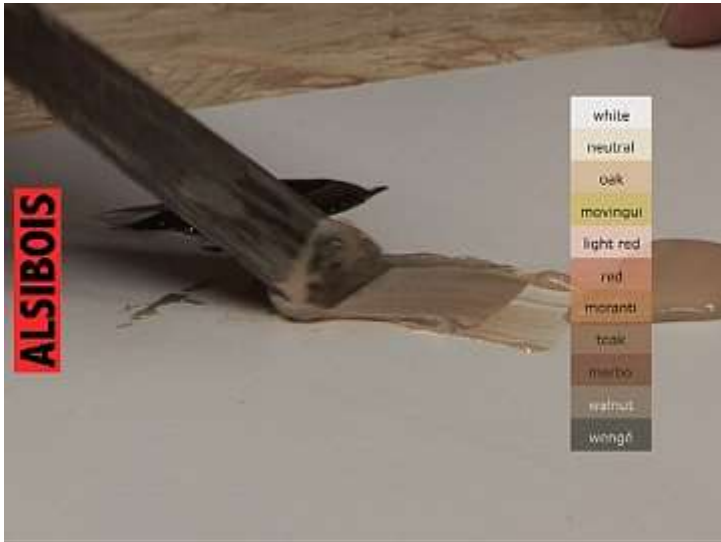 ALSIBOIS
white
neutral
oak
movingui
light red
red
moranti
teak
merbo
walnut
wengé